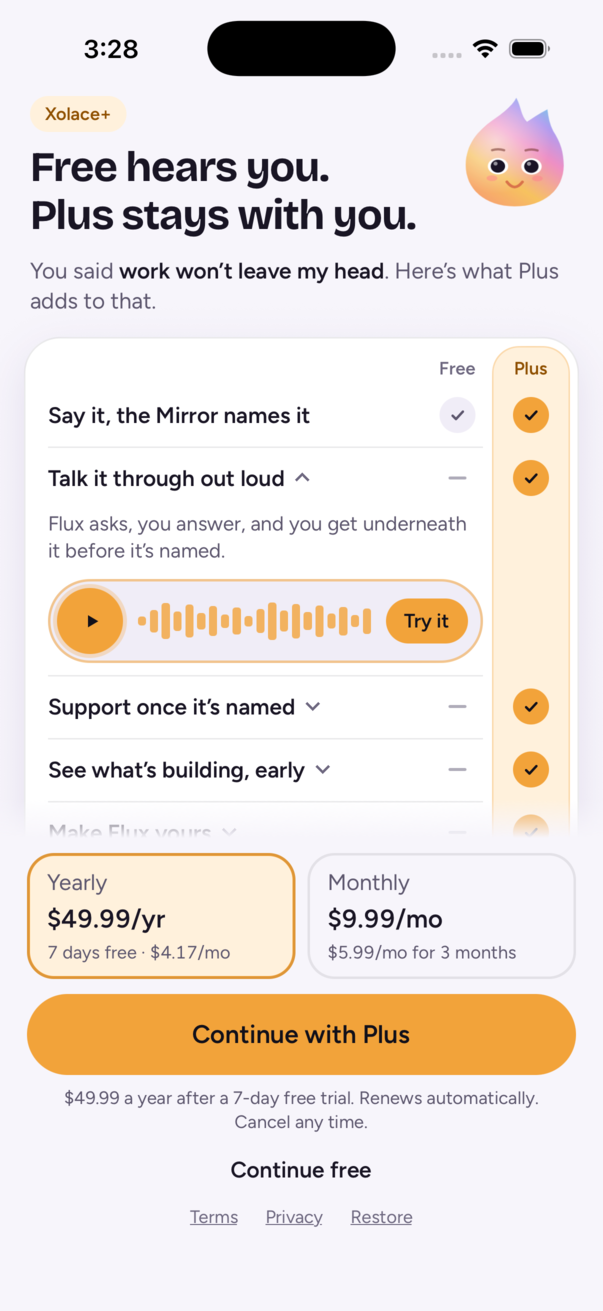 3:28
Xolace+
Free hears you.
Plus stays with you.
You said work won’t leave my head. Here’s what Plus
adds to that.
Free Plus
Say it, the Mirror names it
Talk it through out loud
Flux asks, you answer, and you get underneath
it before it’s named.
Try it
Support once it’s named
See what’s building, early
Make Flux yours
Yearly
$49.99/yr
7 days free · $4.17/mo
Monthly
$9.99/mo
$5.99/mo for 3 months
Continue with Plus
$49.99 a year after a 7-day free trial. Renews automatically.
Cancel any time.
Continue free
Terms Privacy Restore